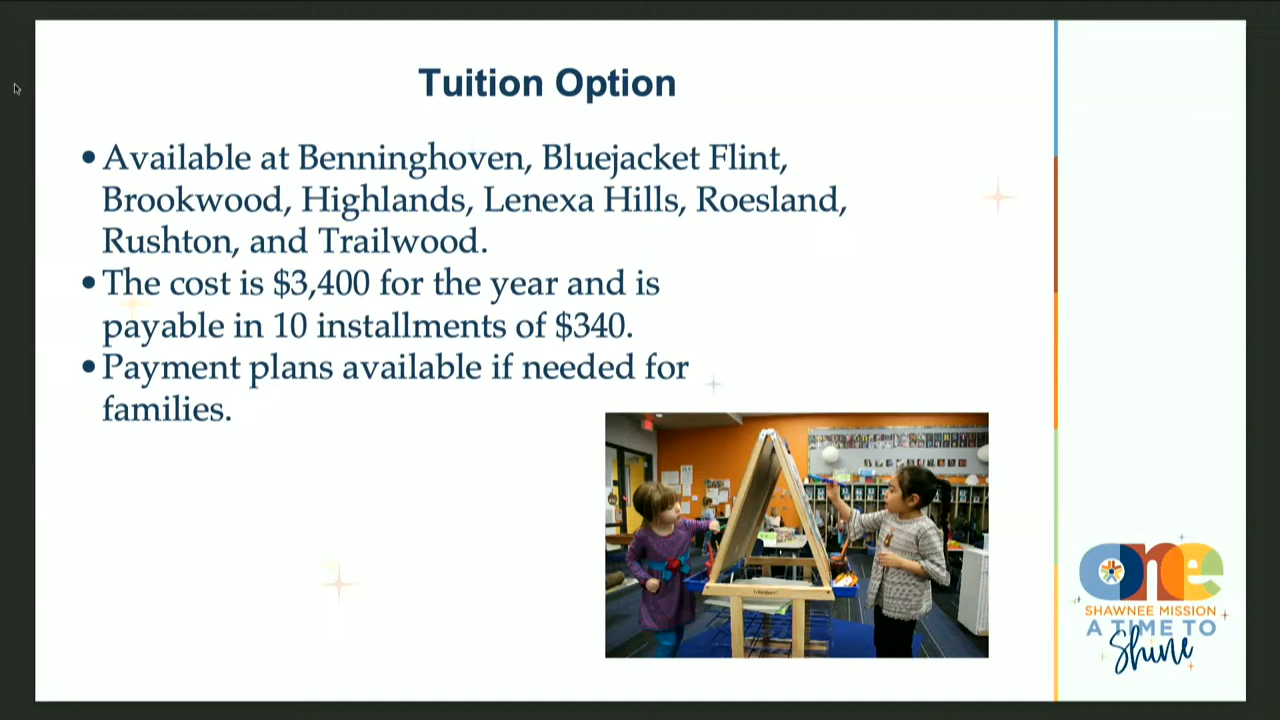 Tuition Option
• Available at Benninghoven, Bluejacket Flint,
Brookwood, Highlands, Lenexa Hills, Roesland,
Rushton, and Trailwood.
• The cost is $3,400 for the year and is
payable in 10 installments of $340.
• Payment plans available if needed for
families.
one
SHAWNEE MISSION
A TIME TO
Shine